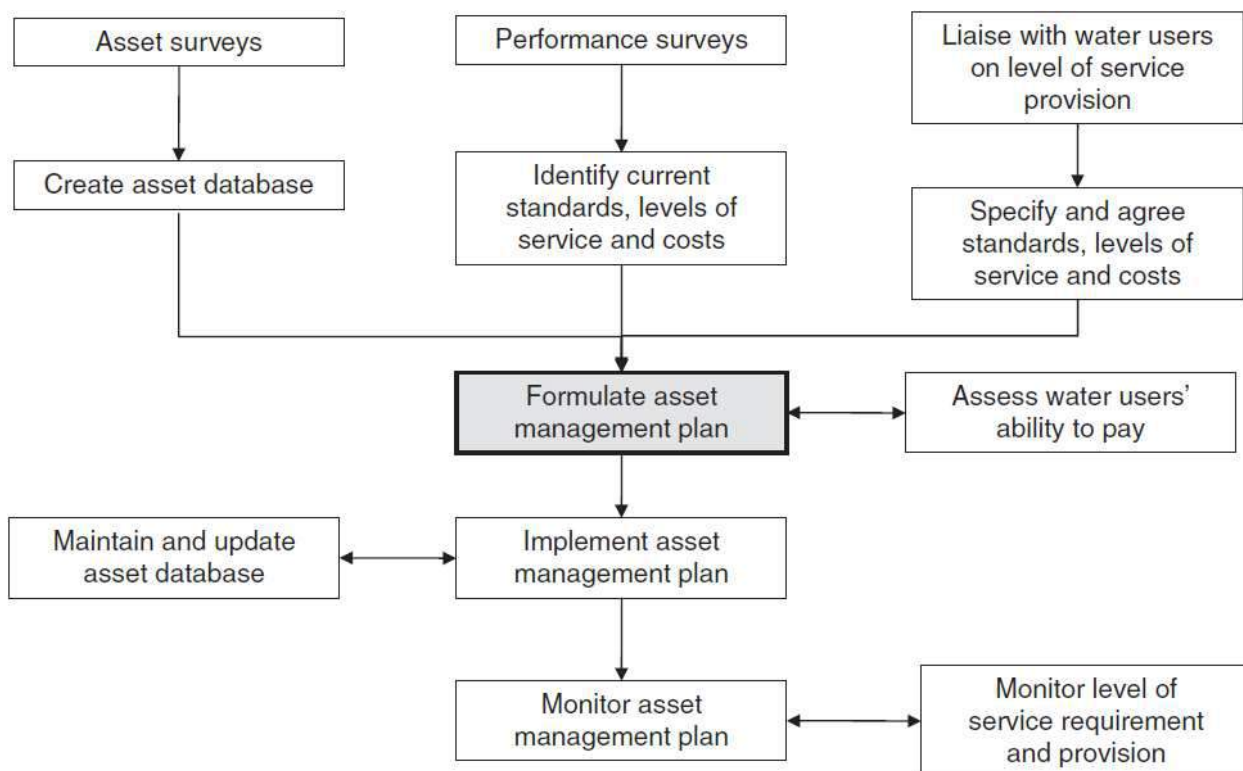 Asset surveys
Performance surveys
Liaise with water users
on level of service
provision
Create asset database
Identify current
standards, levels of
service and costs
Specify and agree
standards, levels of
service and costs
Formulate asset
management plan
Assess water users’
ability to pay
Maintain and update
asset database
Implement asset
management plan
Monitor asset
management plan
Monitor level of
service requirement
and provision